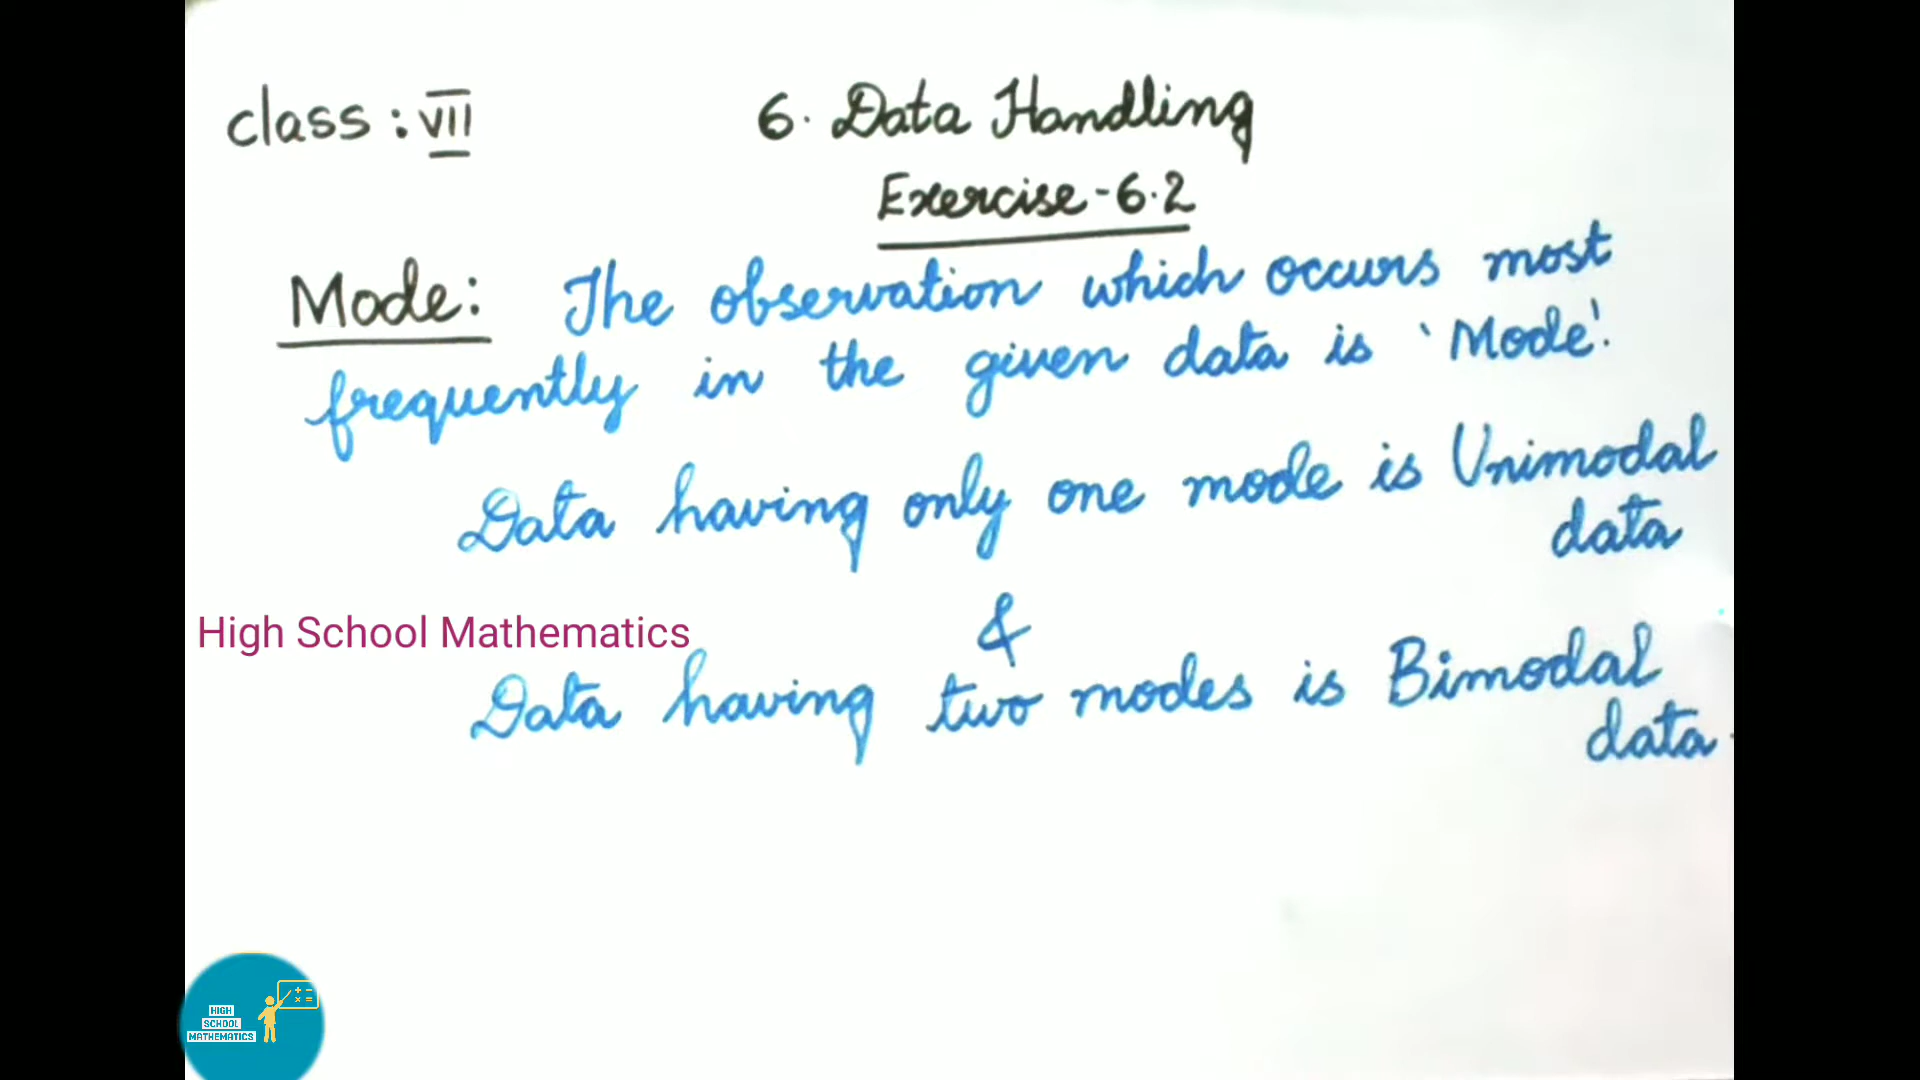 class : VII
6. Data Handling
Exercise-6.2
Mode: The observation which occurs most
frequently in the given data is 'Mode'.
Data having only one mode is Unimodal
data
&
High School Mathematics
Data having two modes is Bimodal
data.
HIGH
SCHOOL
MATHEMATICS